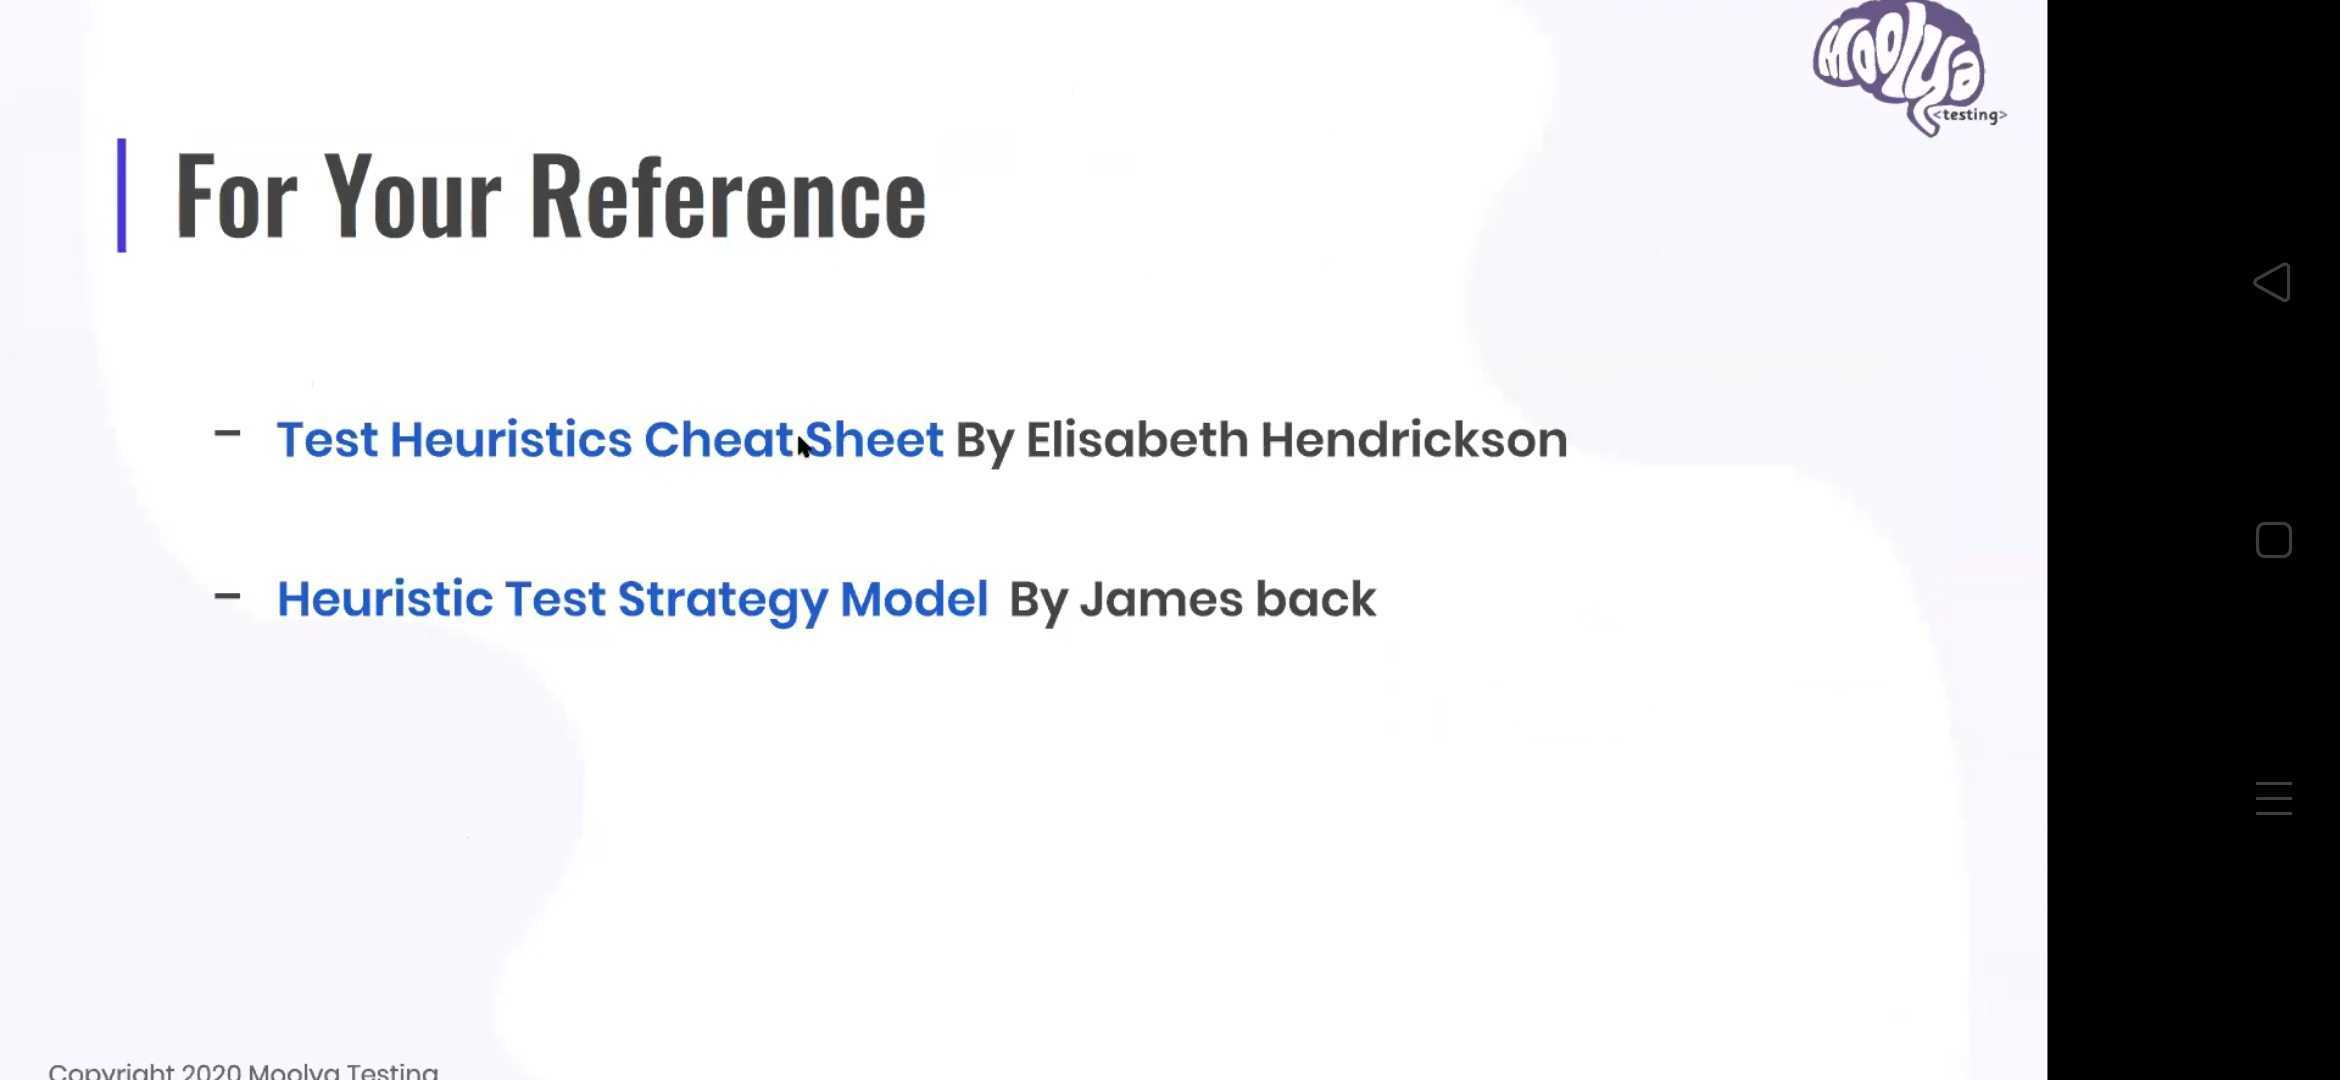 Moolya
<testing>
For Your Reference
– Test Heuristics Cheat Sheet By Elisabeth Hendrickson
– Heuristic Test Strategy Model By James back
Copyright 2020 Moolya Testing